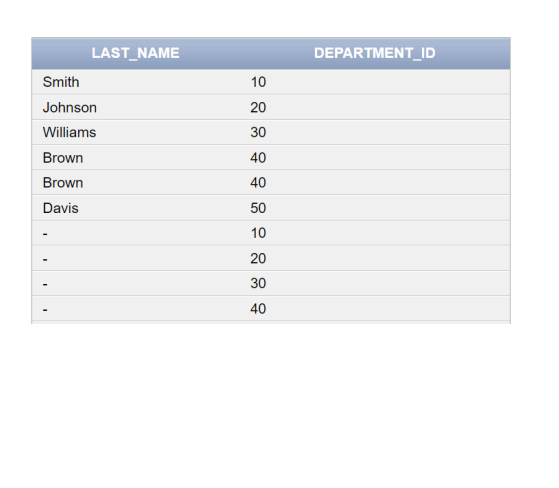 LAST_NAME DEPARTMENT_ID
Smith 10
Johnson 20
Williams 30
Brown 40
Brown 40
Davis 50
- 10
- 20
- 30
- 40